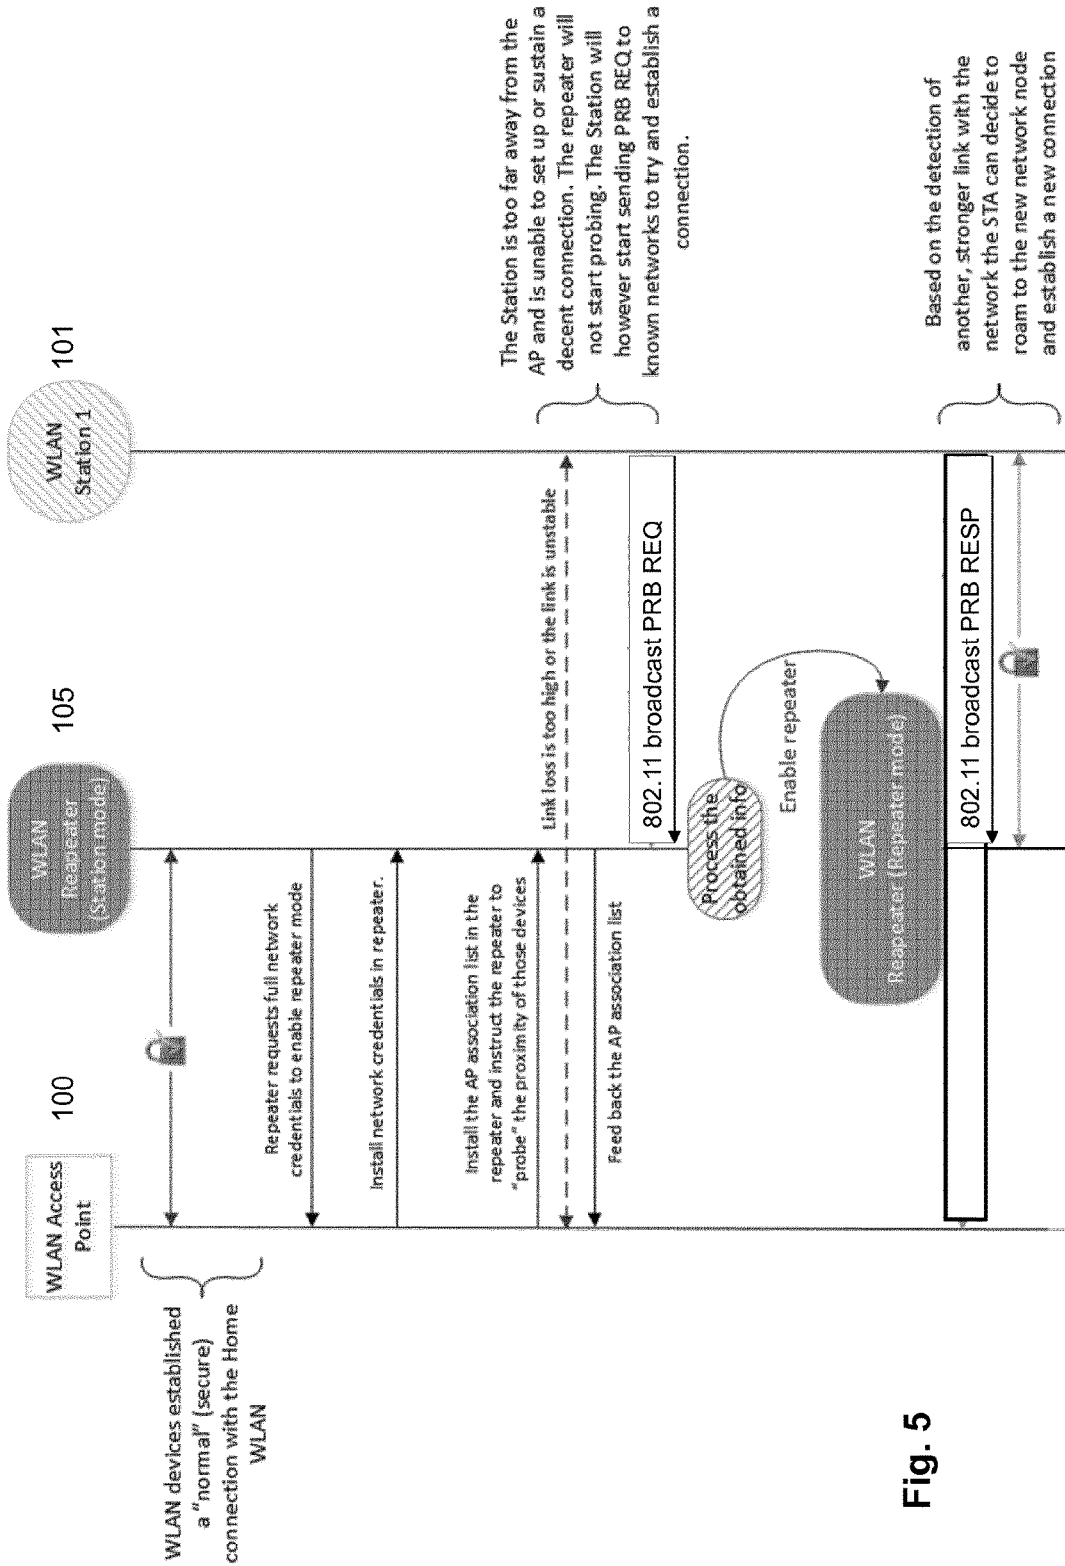 WLAN Access
Point
100
WLAN
Reapeater
(Station mode)
105
WLAN
Station 1
101
WLAN devices established
a "normal" (secure)
connection with the Home
WLAN
Repeater requests full network
credentials to enable repeater mode
Install network credentials in repeater.
Install the AP association list in the
repeater and instruct the repeater to
"probe" the proximity of those devices
Link loss is too high or the link is unstable
Feed back the AP association list
The Station is too far away from the
AP and is unable to set up or sustain a
decent connection. The repeater will
not start probing. The Station will
however start sending PRB REQ to
known networks to try and establish a
connection.
802.11 broadcast PRB REQ
Process the
obtained info
Enable repeater
WLAN
Reapeater (Repeater mode)
802.11 broadcast PRB RESP
Based on the detection of
another, stronger link with the
network the STA can decide to
roam to the new network node
and establish a new connection
Fig. 5